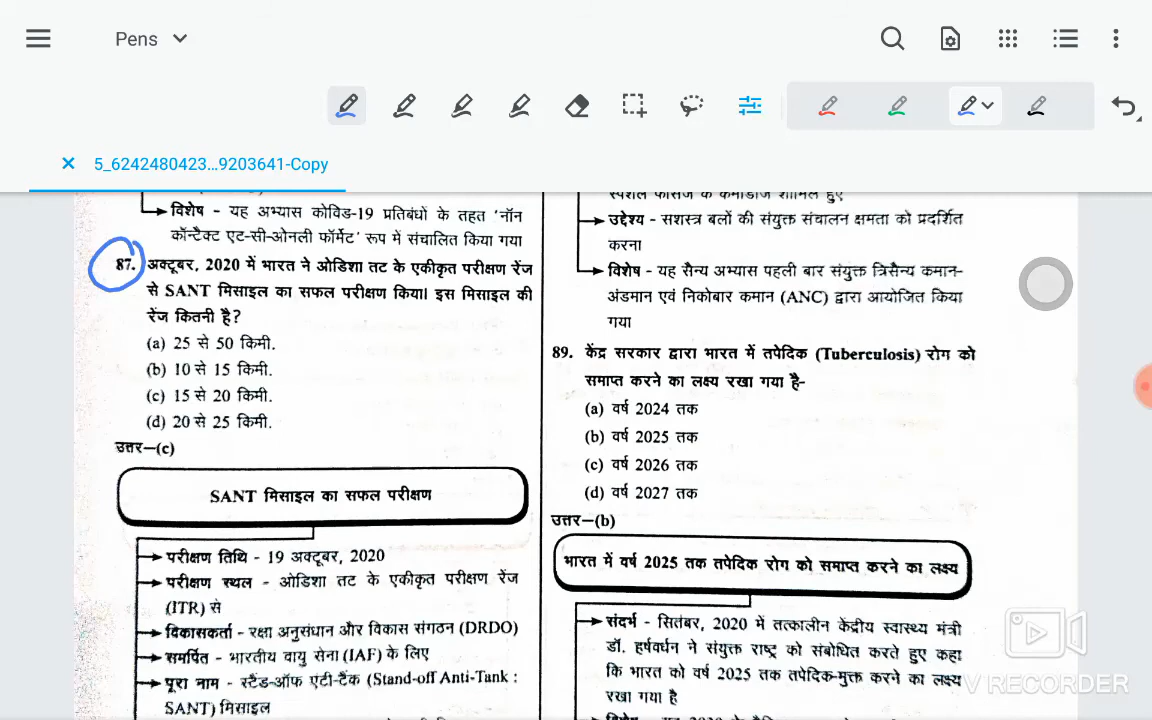 Pens
5_6242480423...9203641-Copy
विशेष - यह अभ्यास कोविड-19 प्रतिबंधों के तहत 'नॉन
कॉन्टैक्ट एट-सी-ओनली फॉर्मेट' रूप में संचालित किया गया
87. अक्टूबर, 2020 में भारत ने ओडिशा तट के एकीकृत परीक्षण रेंज
से SANT मिसाइल का सफल परीक्षण किया। इस मिसाइल की
रेंज कितनी है?
(a) 25 से 50 किमी.
(b) 10 से 15 किमी.
(c) 15 से 20 किमी.
(d) 20 से 25 किमी.
उत्तर–(c)
SANT मिसाइल का सफल परीक्षण
परीक्षण तिथि - 19 अक्टूबर, 2020
परीक्षण स्थल - ओडिशा तट के एकीकृत परीक्षण रेंज
(ITR) से
विकासकर्ता - रक्षा अनुसंधान और विकास संगठन (DRDO)
समर्पित - भारतीय वायु सेना (IAF) के लिए
पूरा नाम - स्टैंड-ऑफ एंटी-टैंक (Stand-off Anti-Tank :
SANT) मिसाइल
स्पेशल फोर्सेज के कमांडोज शामिल हुए
उद्देश्य - सशस्त्र बलों की संयुक्त संचालन क्षमता को प्रदर्शित
करना
विशेष - यह सैन्य अभ्यास पहली बार संयुक्त त्रिसैन्य कमान-
अंडमान एवं निकोबार कमान (ANC) द्वारा आयोजित किया
गया
89. केंद्र सरकार द्वारा भारत में तपेदिक (Tuberculosis) रोग को
समाप्त करने का लक्ष्य रखा गया है-
(a) वर्ष 2024 तक
(b) वर्ष 2025 तक
(c) वर्ष 2026 तक
(d) वर्ष 2027 तक
उत्तर–(b)
भारत में वर्ष 2025 तक तपेदिक रोग को समाप्त करने का लक्ष्य
संदर्भ - सितंबर, 2020 में तत्कालीन केंद्रीय स्वास्थ्य मंत्री
डॉ. हर्षवर्धन ने संयुक्त राष्ट्र को संबोधित करते हुए कहा
कि भारत को वर्ष 2025 तक तपेदिक-मुक्त करने का लक्ष्य
रखा गया है
V RECORDER